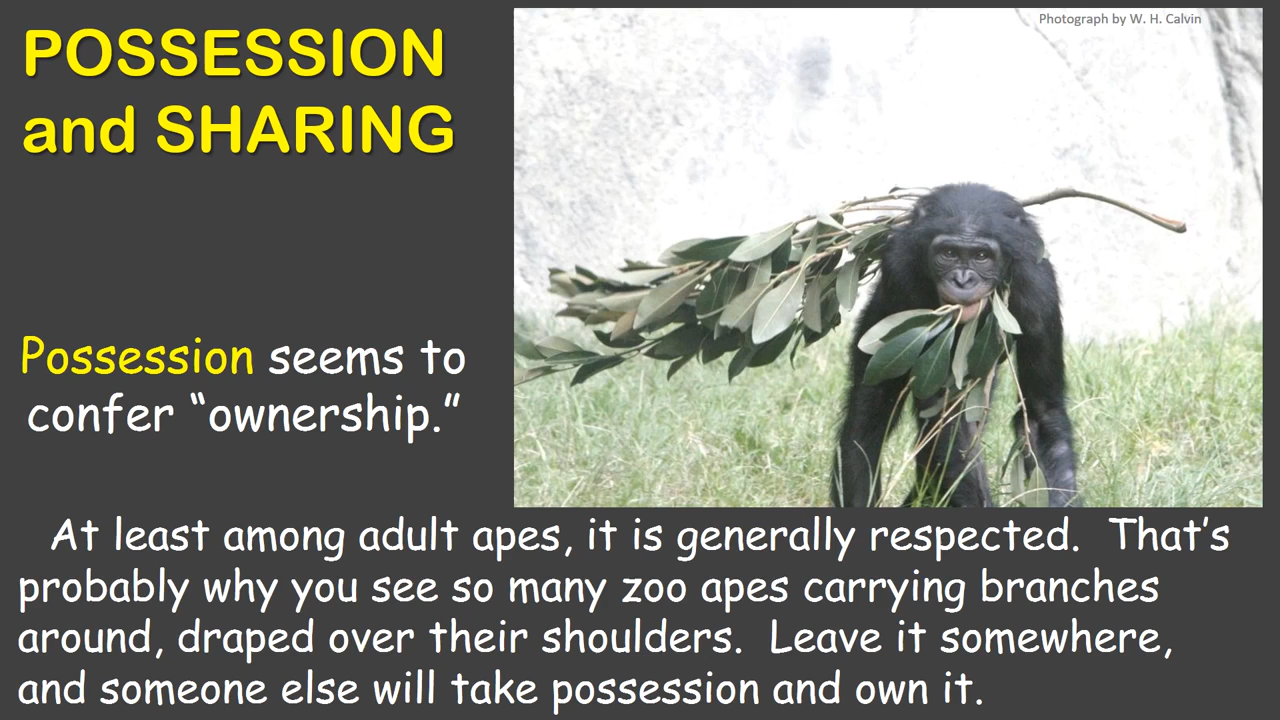 POSSESSION
and SHARING
Photograph by W. H. Calvin
Possession seems to
confer “ownership.”
At least among adult apes, it is generally respected. That’s
probably why you see so many zoo apes carrying branches
around, draped over their shoulders. Leave it somewhere,
and someone else will take possession and own it.